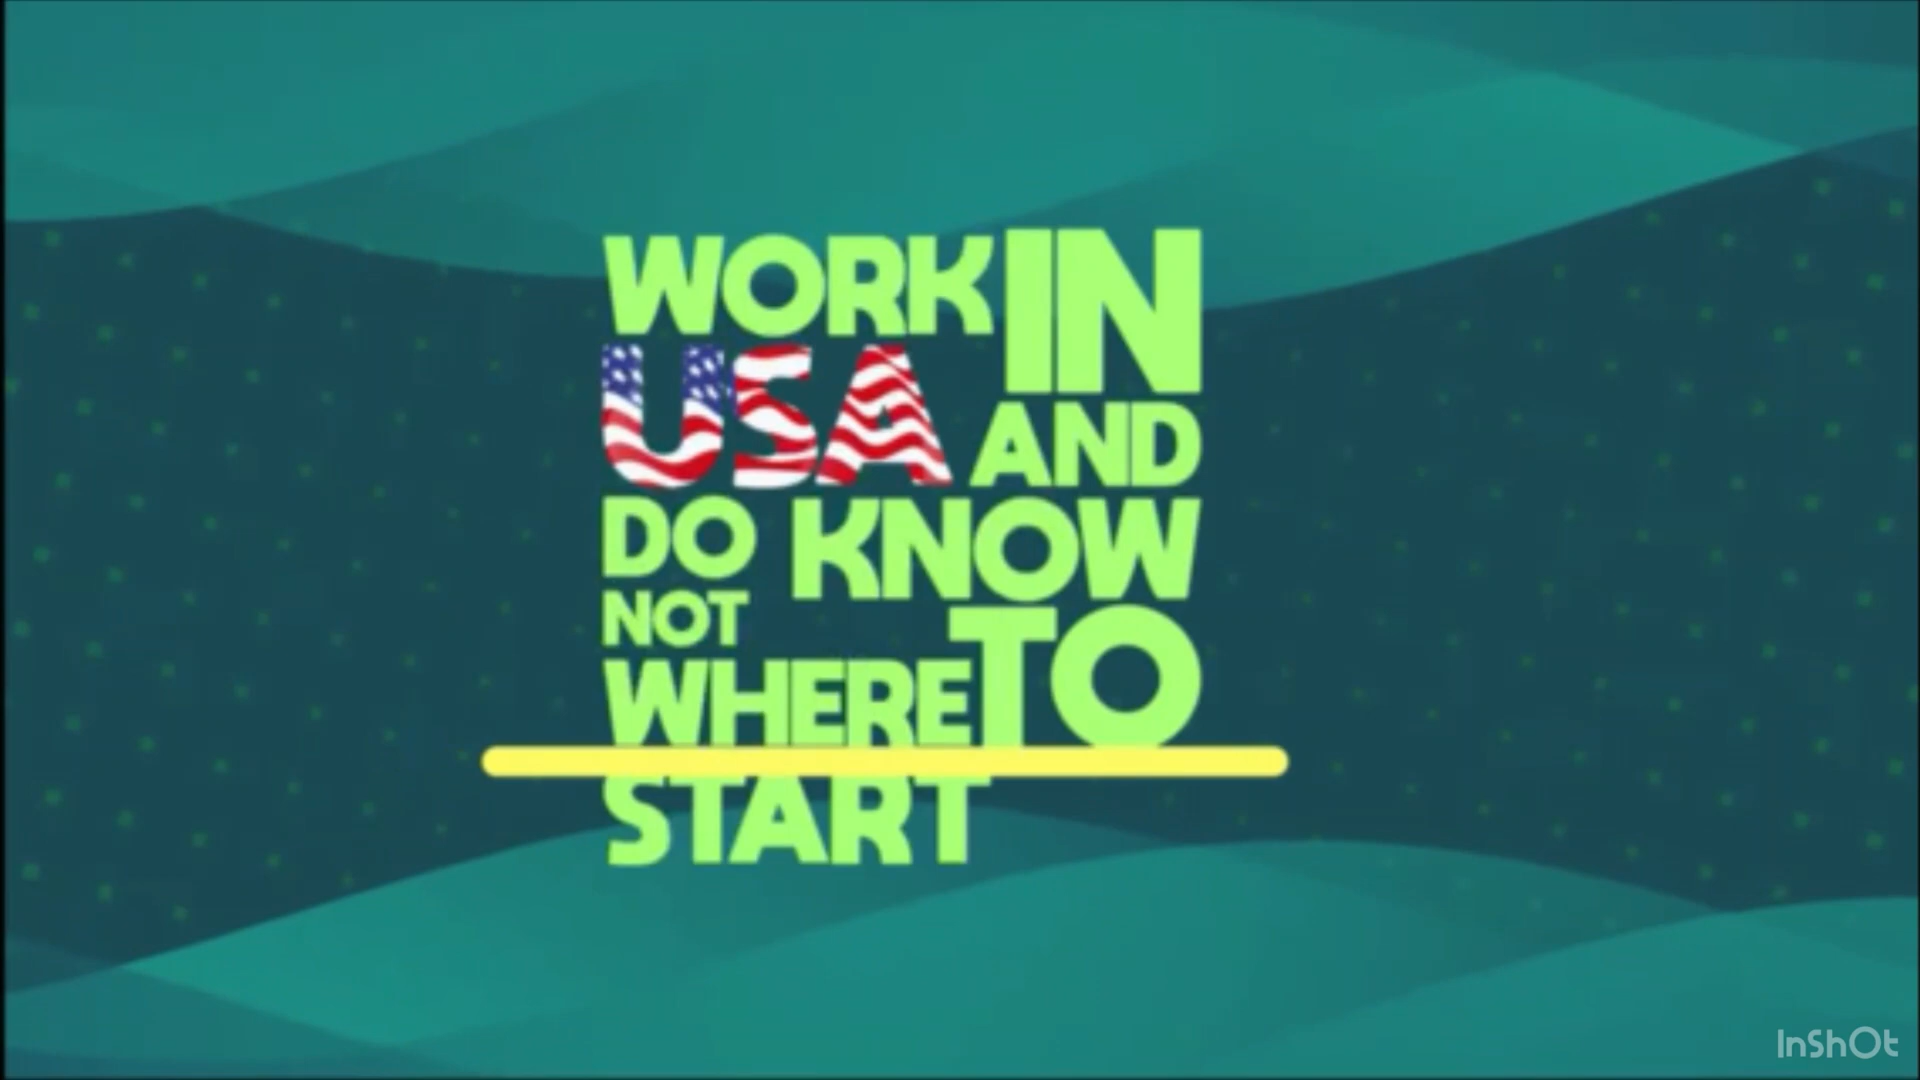 WORK IN
USA AND
DO KNOW
NOT
WHERE TO
START
InShOt